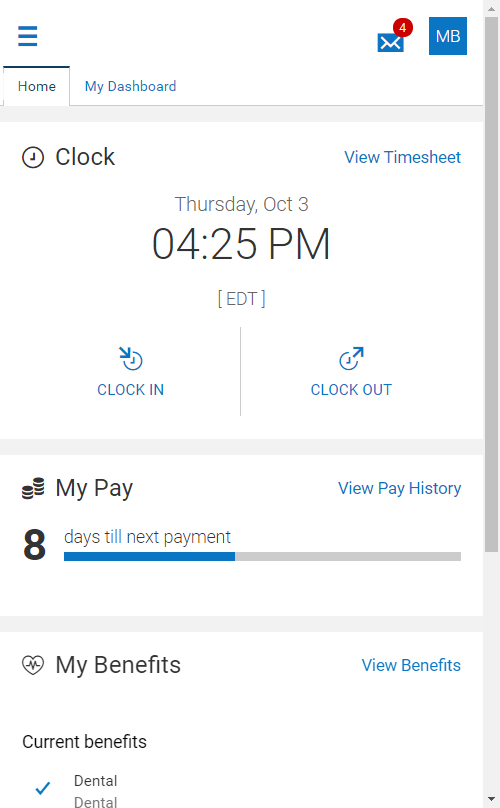 4
MB
Home
My Dashboard
Clock
View Timesheet
Thursday, Oct 3
04:25 PM
[ EDT ]
CLOCK IN
CLOCK OUT
My Pay
View Pay History
8
days till next payment
My Benefits
View Benefits
Current benefits
Dental
Dental